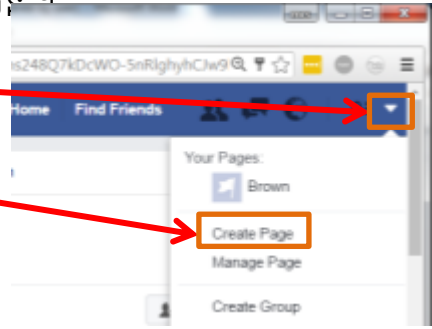 Home Find Friends
Your Pages:
Brown
Create Page
Manage Page
Create Group